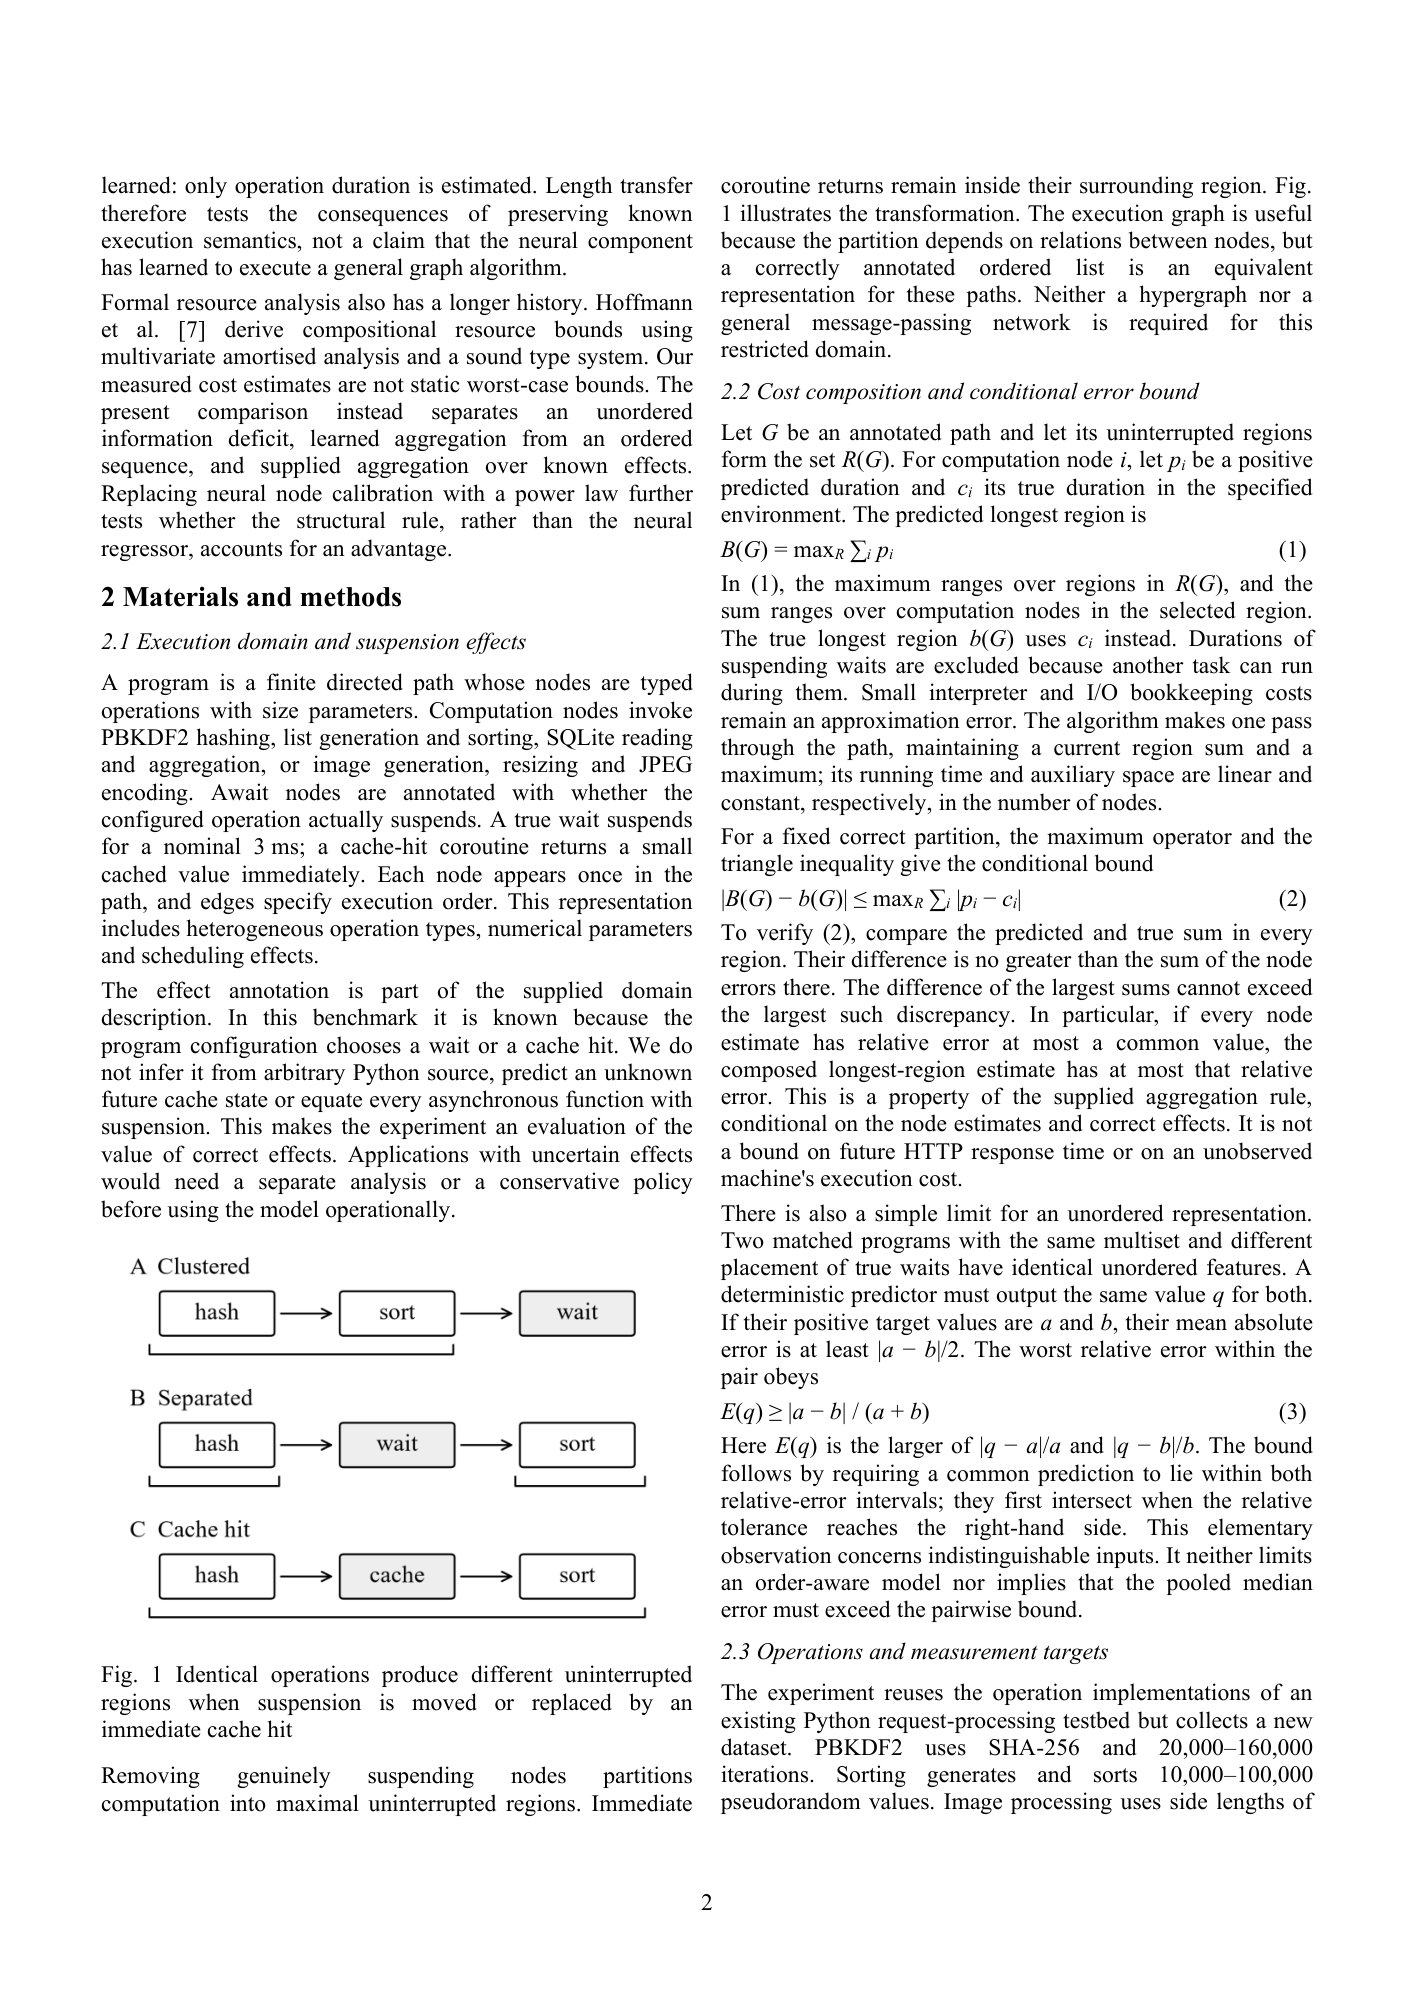 learned: only operation duration is estimated. Length transfer
therefore tests the consequences of preserving known
execution semantics, not a claim that the neural component
has learned to execute a general graph algorithm.
Formal resource analysis also has a longer history. Hoffmann
et al. [7] derive compositional resource bounds using
multivariate amortised analysis and a sound type system. Our
measured cost estimates are not static worst-case bounds. The
present comparison instead separates an unordered
information deficit, learned aggregation from an ordered
sequence, and supplied aggregation over known effects.
Replacing neural node calibration with a power law further
tests whether the structural rule, rather than the neural
regressor, accounts for an advantage.
2 Materials and methods
2.1 Execution domain and suspension effects
A program is a finite directed path whose nodes are typed
operations with size parameters. Computation nodes invoke
PBKDF2 hashing, list generation and sorting, SQLite reading
and aggregation, or image generation, resizing and JPEG
encoding. Await nodes are annotated with whether the
configured operation actually suspends. A true wait suspends
for a nominal 3 ms; a cache-hit coroutine returns a small
cached value immediately. Each node appears once in the
path, and edges specify execution order. This representation
includes heterogeneous operation types, numerical parameters
and scheduling effects.
The effect annotation is part of the supplied domain
description. In this benchmark it is known because the
program configuration chooses a wait or a cache hit. We do
not infer it from arbitrary Python source, predict an unknown
future cache state or equate every asynchronous function with
suspension. This makes the experiment an evaluation of the
value of correct effects. Applications with uncertain effects
would need a separate analysis or a conservative policy
before using the model operationally.
A Clustered
hash sort wait
B Separated
hash wait sort
C Cache hit
hash cache sort
Fig. 1 Identical operations produce different uninterrupted
regions when suspension is moved or replaced by an
immediate cache hit
Removing genuinely suspending nodes partitions
computation into maximal uninterrupted regions. Immediate
coroutine returns remain inside their surrounding region. Fig.
1 illustrates the transformation. The execution graph is useful
because the partition depends on relations between nodes, but
a correctly annotated ordered list is an equivalent
representation for these paths. Neither a hypergraph nor a
general message-passing network is required for this
restricted domain.
2.2 Cost composition and conditional error bound
Let G be an annotated path and let its uninterrupted regions
form the set R(G). For computation node i, let pᵢ be a positive
predicted duration and cᵢ its true duration in the specified
environment. The predicted longest region is
B(G) = max_R ∑ᵢ pᵢ (1)
In (1), the maximum ranges over regions in R(G), and the
sum ranges over computation nodes in the selected region.
The true longest region b(G) uses cᵢ instead. Durations of
suspending waits are excluded because another task can run
during them. Small interpreter and I/O bookkeeping costs
remain an approximation error. The algorithm makes one pass
through the path, maintaining a current region sum and a
maximum; its running time and auxiliary space are linear and
constant, respectively, in the number of nodes.
For a fixed correct partition, the maximum operator and the
triangle inequality give the conditional bound
|B(G) − b(G)| ≤ max_R ∑ᵢ |pᵢ − cᵢ| (2)
To verify (2), compare the predicted and true sum in every
region. Their difference is no greater than the sum of the node
errors there. The difference of the largest sums cannot exceed
the largest such discrepancy. In particular, if every node
estimate has relative error at most a common value, the
composed longest-region estimate has at most that relative
error. This is a property of the supplied aggregation rule,
conditional on the node estimates and correct effects. It is not
a bound on future HTTP response time or on an unobserved
machine's execution cost.
There is also a simple limit for an unordered representation.
Two matched programs with the same multiset and different
placement of true waits have identical unordered features. A
deterministic predictor must output the same value q for both.
If their positive target values are a and b, their mean absolute
error is at least |a − b|/2. The worst relative error within the
pair obeys
E(q) ≥ |a − b| / (a + b) (3)
Here E(q) is the larger of |q − a|/a and |q − b|/b. The bound
follows by requiring a common prediction to lie within both
relative-error intervals; they first intersect when the relative
tolerance reaches the right-hand side. This elementary
observation concerns indistinguishable inputs. It neither limits
an order-aware model nor implies that the pooled median
error must exceed the pairwise bound.
2.3 Operations and measurement targets
The experiment reuses the operation implementations of an
existing Python request-processing testbed but collects a new
dataset. PBKDF2 uses SHA-256 and 20,000–160,000
iterations. Sorting generates and sorts 10,000–100,000
pseudorandom values. Image processing uses side lengths of
2